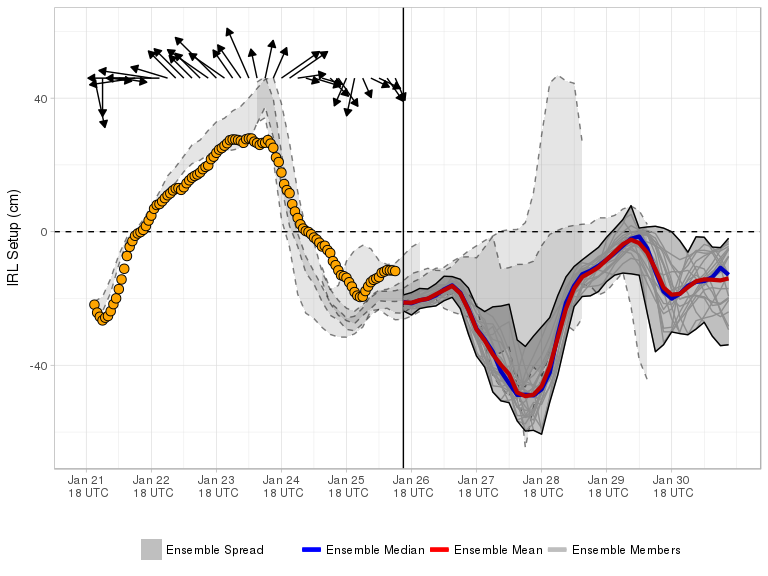 IRL Setup (cm)
40
0
-40
Jan 21 Jan 22 Jan 23 Jan 24 Jan 25 Jan 26 Jan 27 Jan 28 Jan 29 Jan 30
18 UTC 18 UTC 18 UTC 18 UTC 18 UTC 18 UTC 18 UTC 18 UTC 18 UTC 18 UTC
Ensemble Spread Ensemble Median Ensemble Mean Ensemble Members